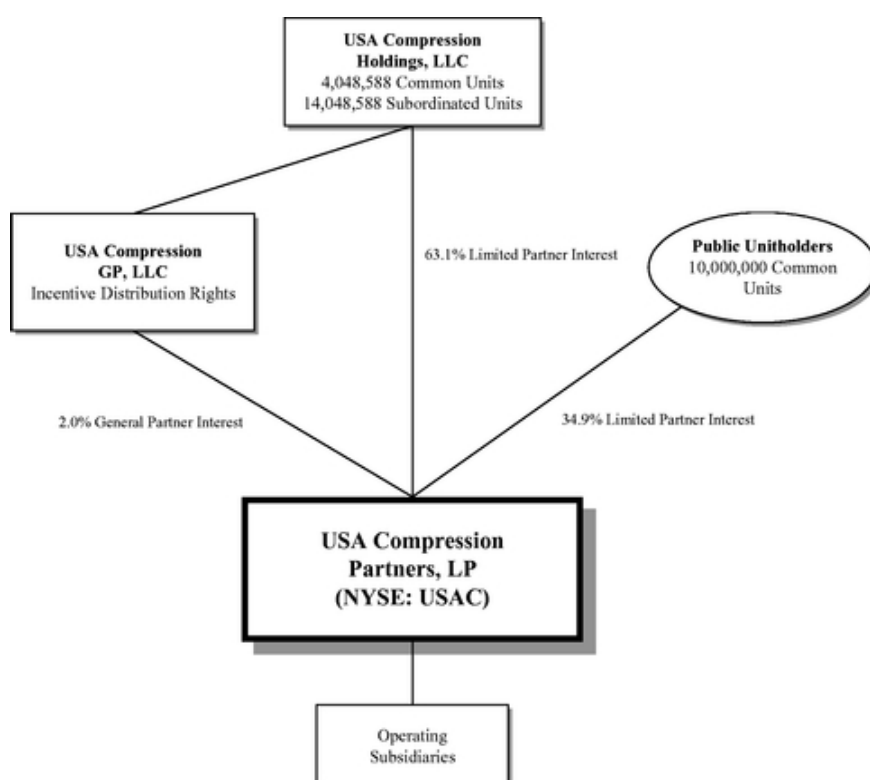 USA Compression
Holdings, LLC
4,048,588 Common Units
14,048,588 Subordinated Units
USA Compression
GP, LLC
Incentive Distribution Rights
63.1% Limited Partner Interest
Public Unitholders
10,000,000 Common
Units
2.0% General Partner Interest
34.9% Limited Partner Interest
USA Compression
Partners, LP
(NYSE: USAC)
Operating
Subsidiaries